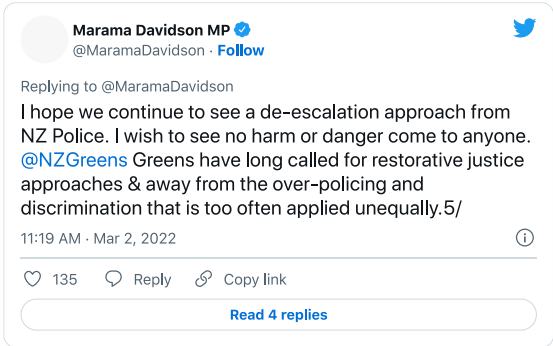 Marama Davidson MP
@MaramaDavidson · Follow
Replying to @MaramaDavidson
I hope we continue to see a de-escalation approach from
NZ Police. I wish to see no harm or danger come to anyone.
@NZGreens Greens have long called for restorative justice
approaches & away from the over-policing and
discrimination that is too often applied unequally.5/
11:19 AM · Mar 2, 2022
135 Reply Copy link
Read 4 replies